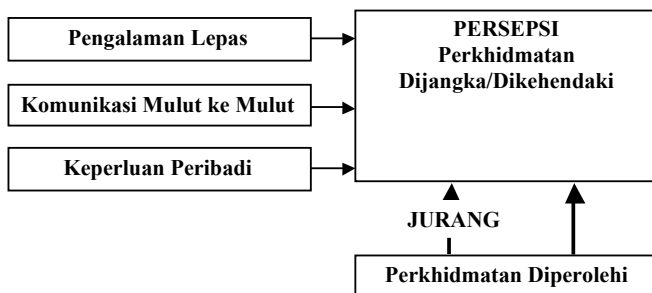 Pengalaman Lepas
Komunikasi Mulut ke Mulut
Keperluan Peribadi
PERSEPSI
Perkhidmatan
Dijangka/Dikehendaki
JURANG
Perkhidmatan Diperolehi